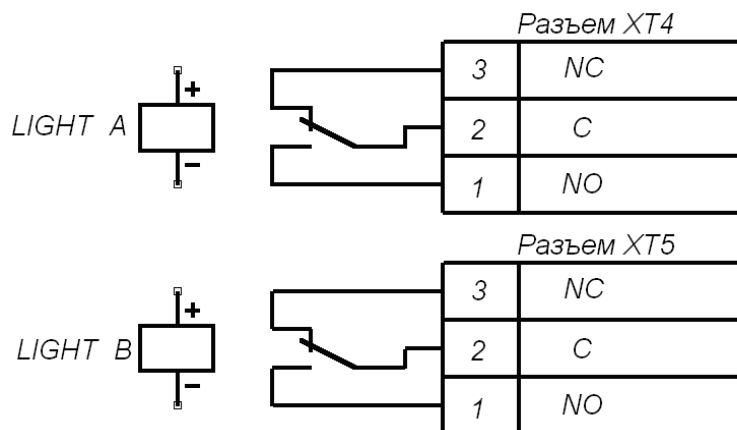 Разъем XT4
3 NC
LIGHT A
+
2 C
−
1 NO
Разъем XT5
3 NC
+
LIGHT B
2 C
−
1 NO